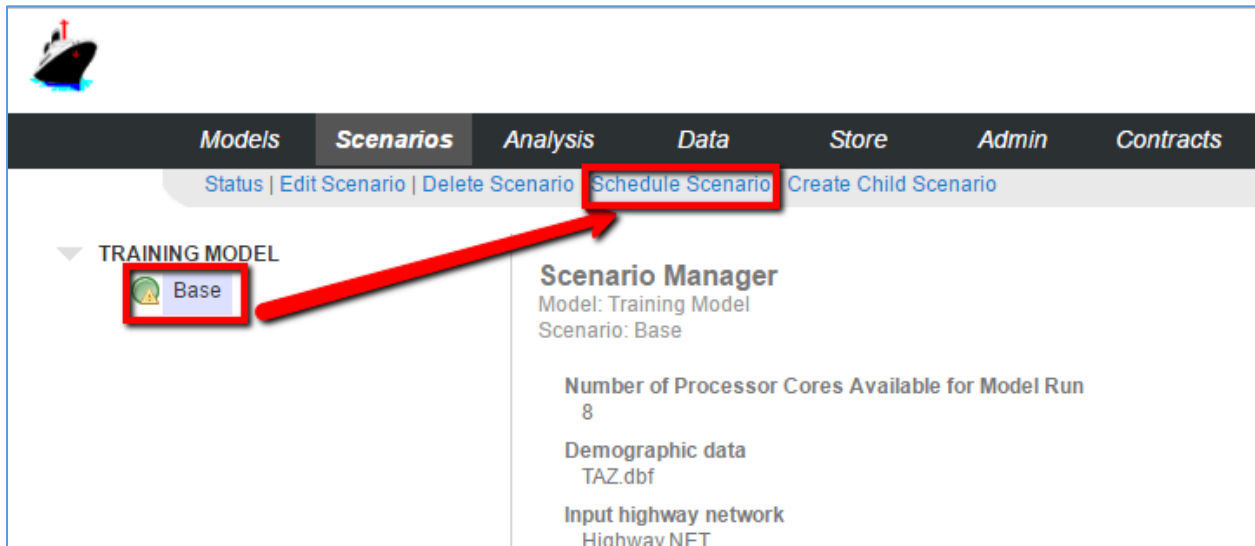 Models Scenarios Analysis Data Store Admin Contracts
Status | Edit Scenario | Delete Scenario Schedule Scenario Create Child Scenario
TRAINING MODEL
Base
Scenario Manager
Model: Training Model
Scenario: Base
Number of Processor Cores Available for Model Run
8
Demographic data
TAZ.dbf
Input highway network
Highway.NET